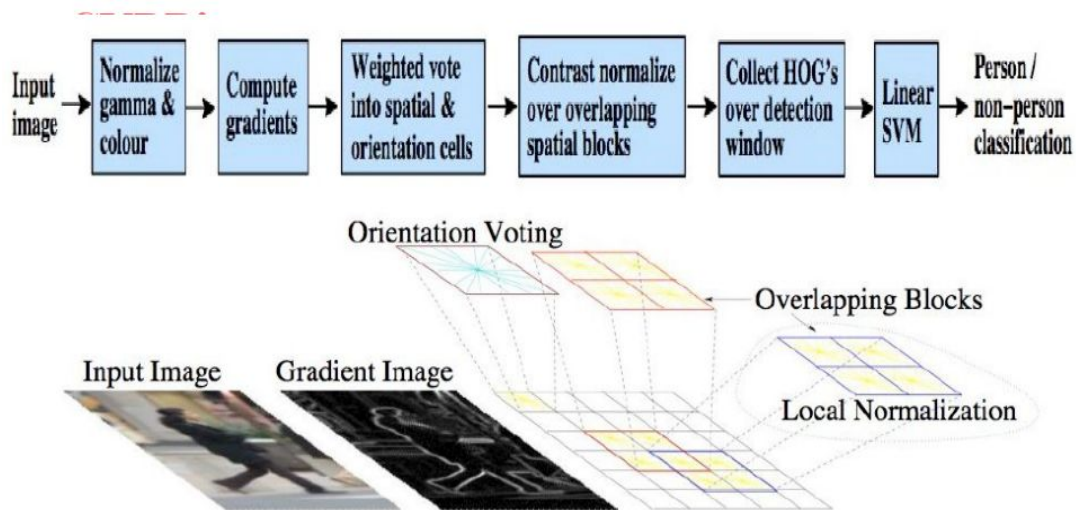 Input
image
Normalize
gamma &
colour
Compute
gradients
Weighted vote
into spatial &
orientation cells
Contrast normalize
over overlapping
spatial blocks
Collect HOG's
over detection
window
Linear
SVM
Person /
non-person
classification
Orientation Voting
Overlapping Blocks
Input Image
Gradient Image
Local Normalization